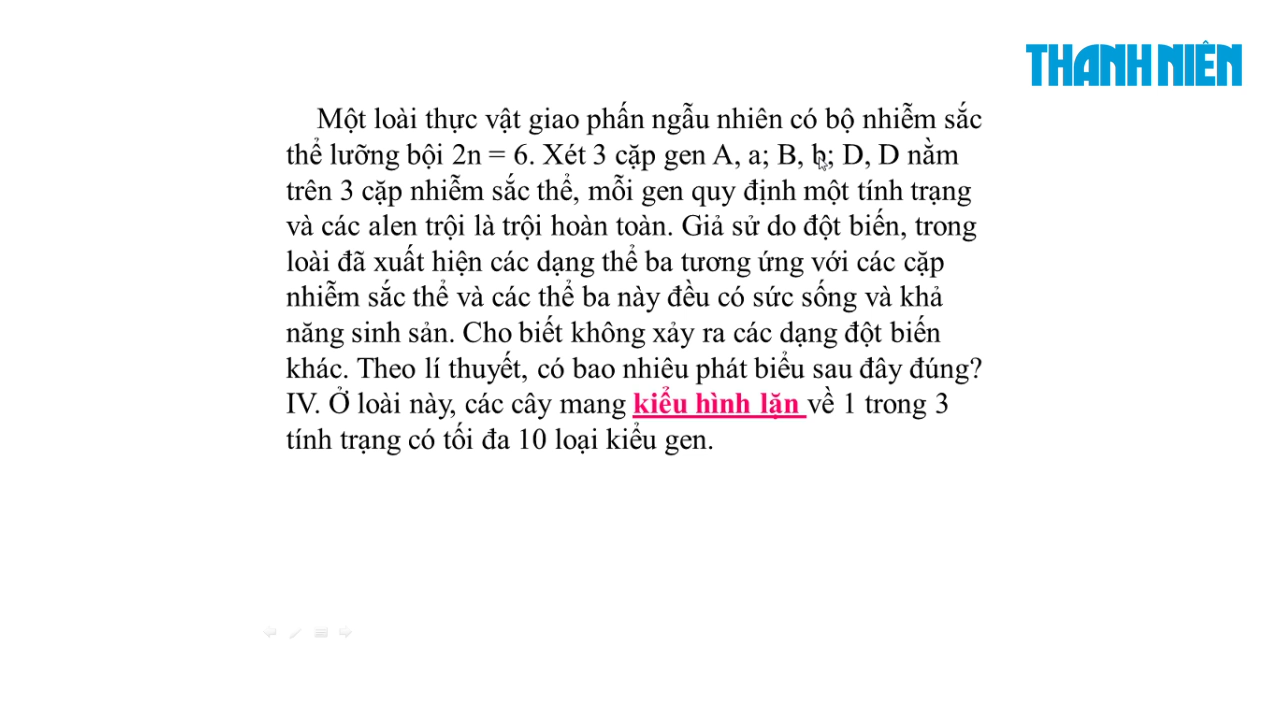 THANH NIÊN
Một loài thực vật giao phấn ngẫu nhiên có bộ nhiễm sắc
thể lưỡng bội 2n = 6. Xét 3 cặp gen A, a; B, b; D, D nằm
trên 3 cặp nhiễm sắc thể, mỗi gen quy định một tính trạng
và các alen trội là trội hoàn toàn. Giả sử do đột biến, trong
loài đã xuất hiện các dạng thể ba tương ứng với các cặp
nhiễm sắc thể và các thể ba này đều có sức sống và khả
năng sinh sản. Cho biết không xảy ra các dạng đột biến
khác. Theo lí thuyết, có bao nhiêu phát biểu sau đây đúng?
IV. Ở loài này, các cây mang kiểu hình lặn về 1 trong 3
tính trạng có tối đa 10 loại kiểu gen.